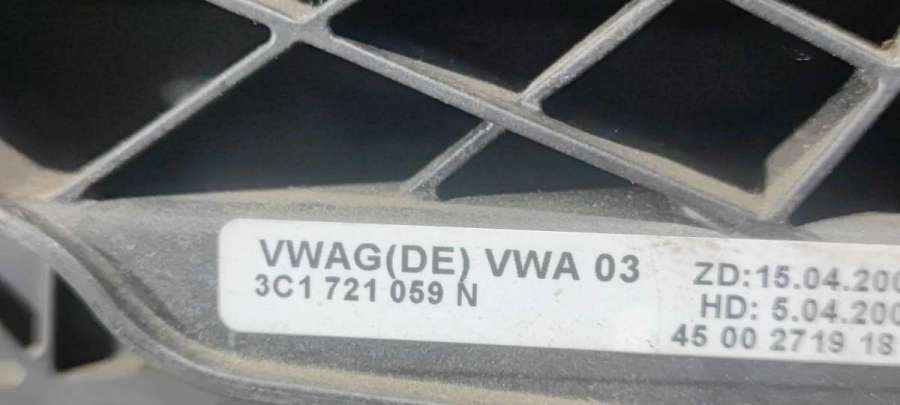 VWAG(DE) VWA 03
3C1 721 059 N
ZD:15.04.200
HD: 5.04.200
45 00 2719 18